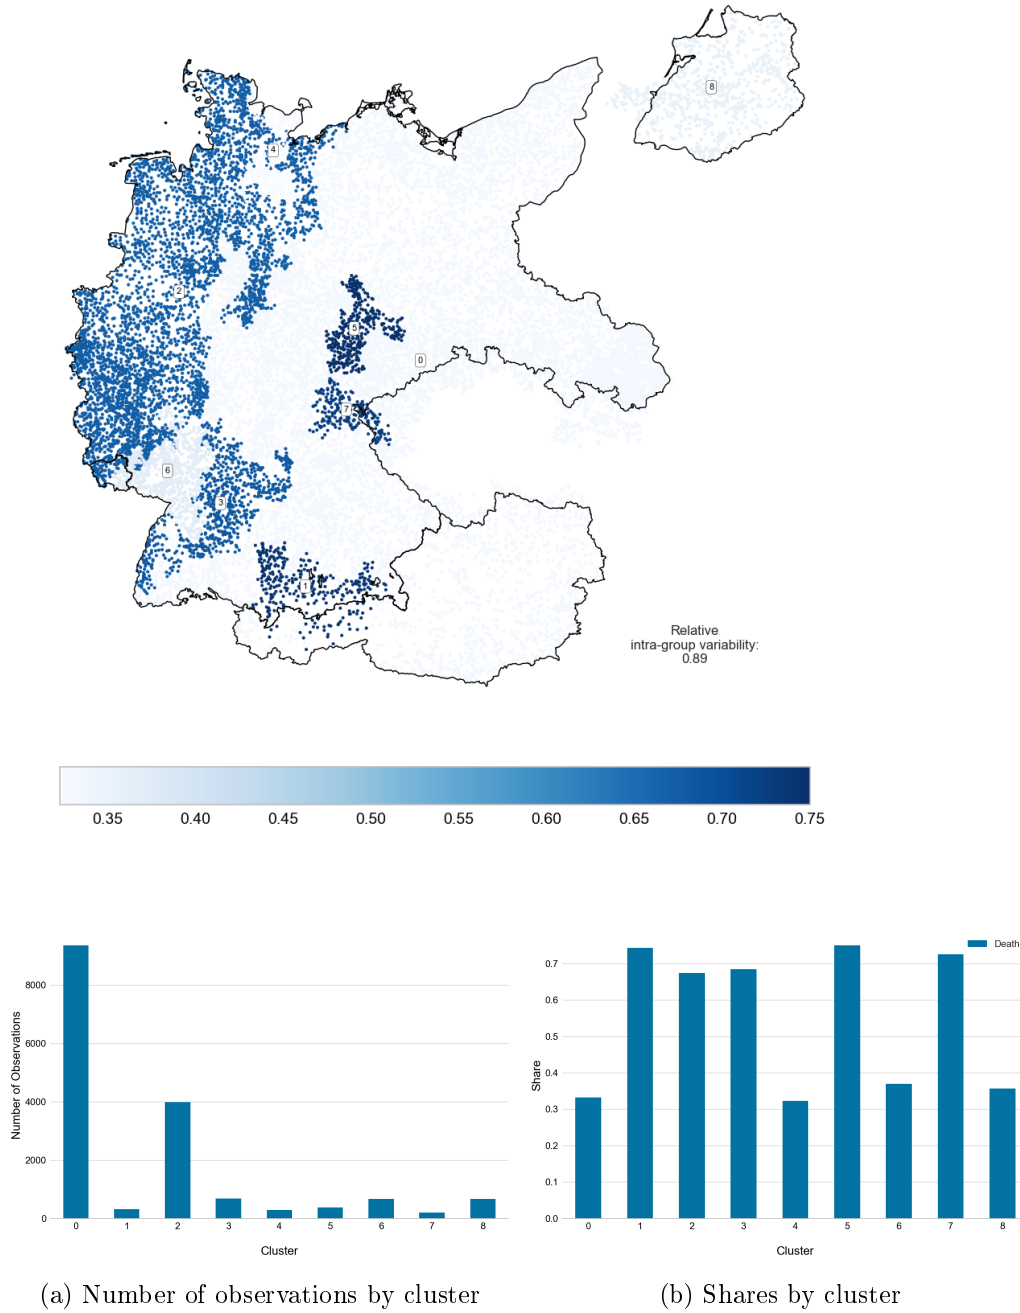 8
4
2
5
0
7
6
3
1
Relative
intra-group variability:
0.89
0.35 0.40 0.45 0.50 0.55 0.60 0.65 0.70 0.75
Number of Observations
8000
6000
4000
2000
0
0 1 2 3 4 5 6 7 8
Cluster
Death
Share
0.7
0.6
0.5
0.4
0.3
0.2
0.1
0.0
0 1 2 3 4 5 6 7 8
Cluster
(a) Number of observations by cluster
(b) Shares by cluster